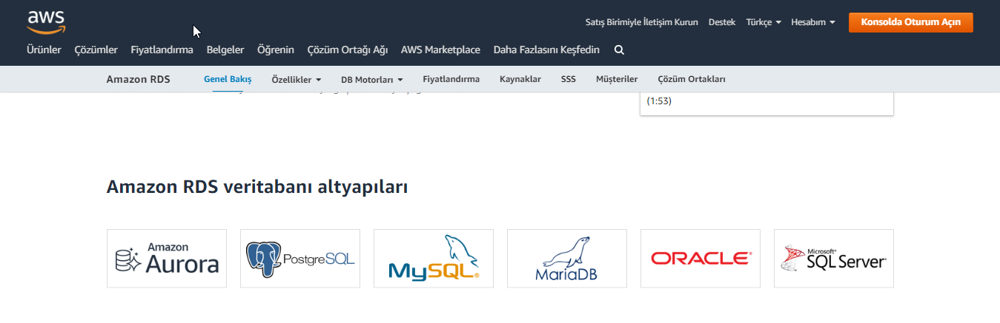 aws
Satış Birimiyle İletişim Kurun Destek Türkçe Hesabım Konsolda Oturum Açın
Ürünler Çözümler Fiyatlandırma Belgeler Öğrenin Çözüm Ortağı Ağı AWS Marketplace Daha Fazlasını Keşfedin
Amazon RDS Genel Bakış Özellikler DB Motorları Fiyatlandırma Kaynaklar SSS Müşteriler Çözüm Ortakları
(1:53)
Amazon RDS veritabanı altyapıları
Amazon Aurora
PostgreSQL
MySQL®
MariaDB
ORACLE®
Microsoft® SQL Server®